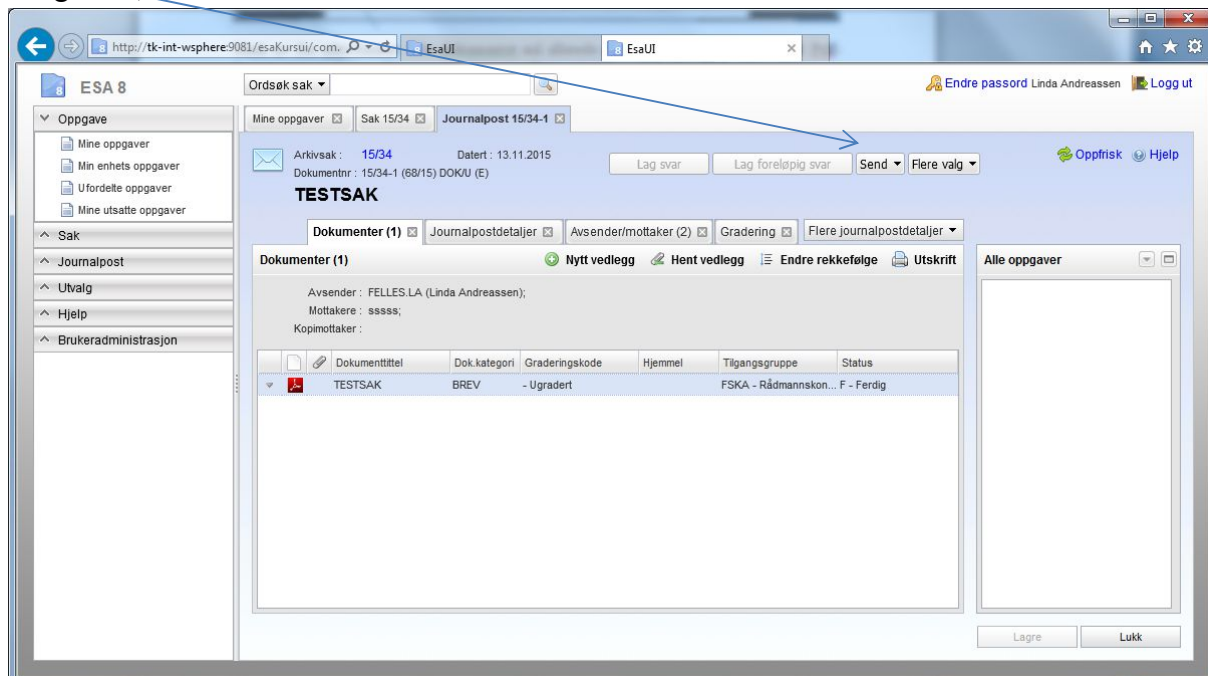 http://tk-int-wsphere:9081/esaKursui/com. EsaUI EsaUI
ESA 8 Ordsøk sak Endre passord Linda Andreassen Logg ut
Oppgave
Mine oppgaver
Min enhets oppgaver
Ufordelte oppgaver
Mine utsatte oppgaver
Sak
Journalpost
Utvalg
Hjelp
Brukeradministrasjon
Mine oppgaver Sak 15/34 Journalpost 15/34-1
Arkivsak : 15/34 Datert : 13.11.2015 Lag svar Lag foreløpig svar Send Flere valg Oppfrisk Hjelp
Dokumentnr : 15/34-1 (68/15) DOK/U (E)
TESTSAK
Dokumenter (1) Journalpostdetaljer Avsender/mottaker (2) Gradering Flere journalpostdetaljer
Dokumenter (1) Nytt vedlegg Hent vedlegg Endre rekkefølge Utskrift Alle oppgaver
Avsender : FELLES.LA (Linda Andreassen);
Mottakere : sssss;
Kopimottaker :
Dokumenttittel Dok.kategori Graderingskode Hjemmel Tilgangsgruppe Status
TESTSAK BREV - Ugradert FSKA - Rådmannskon... F - Ferdig
Lagre Lukk